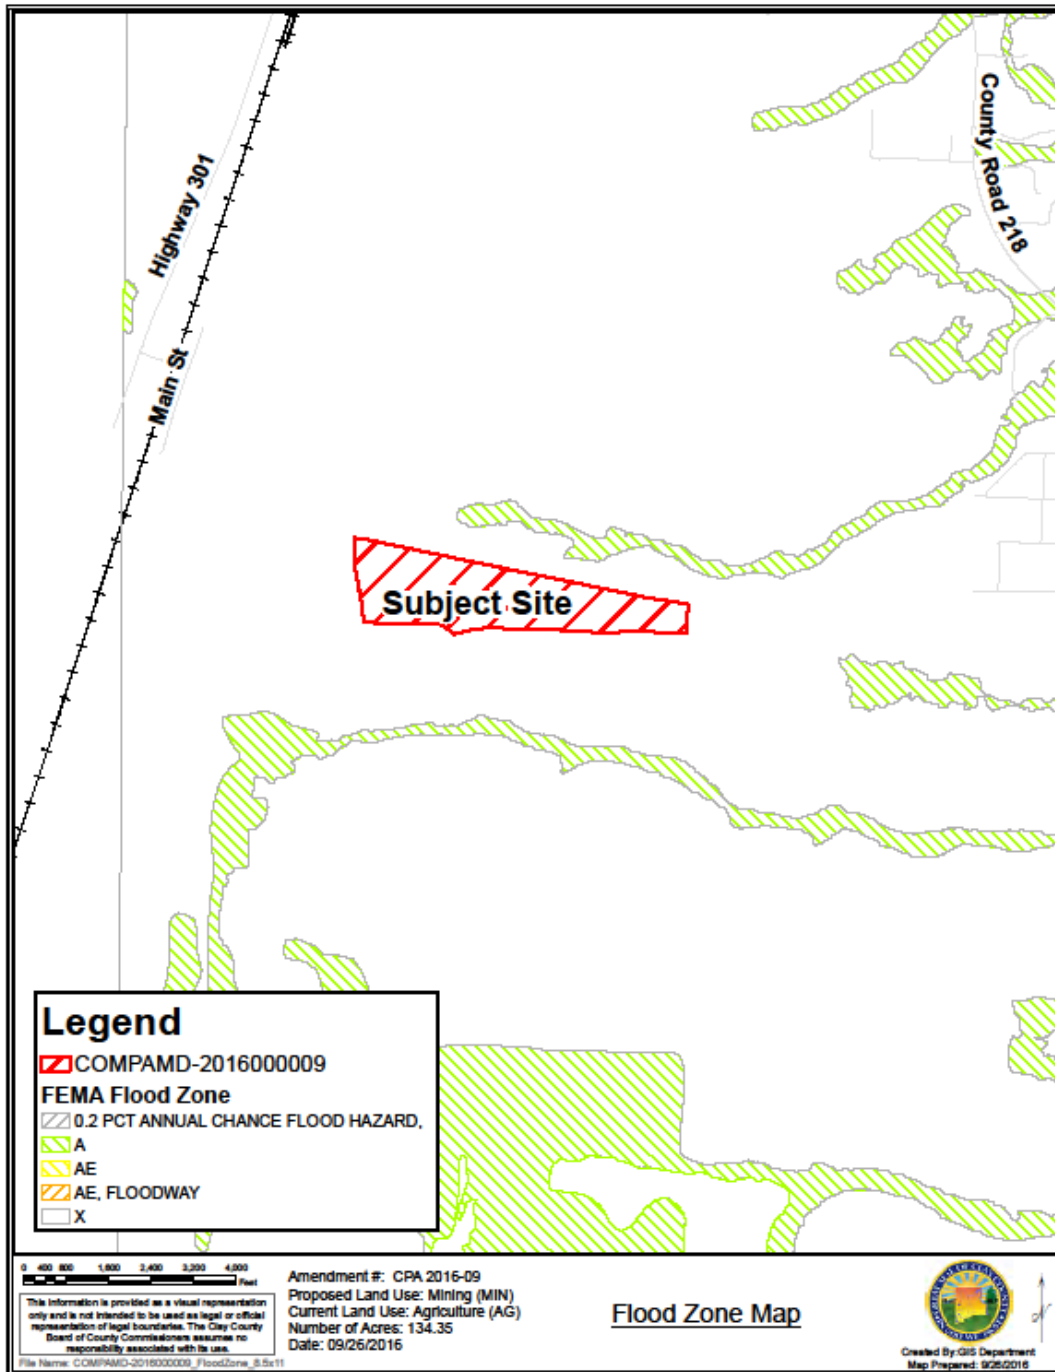 Highway 301
County Road 218
Main St
Subject Site
Legend
COMPAMD-2016000009
FEMA Flood Zone
0.2 PCT ANNUAL CHANCE FLOOD HAZARD,
A
AE
AE, FLOODWAY
X
0 400 800 1,600 2,400 3,200 4,000
Feet
This information is provided as a visual representation
only and is not intended to be used as legal or official
representation of legal boundaries. The Clay County
Board of County Commissioners assumes no
responsibility associated with its use.
File Name: COMPAMD-2016000009_FloodZone_8.5x11
Amendment #: CPA 2016-09
Proposed Land Use: Mining (MIN)
Current Land Use: Agriculture (AG)
Number of Acres: 134.35
Date: 09/26/2016
Flood Zone Map
Created By:GIS Department
Map Prepared: 9/26/2016